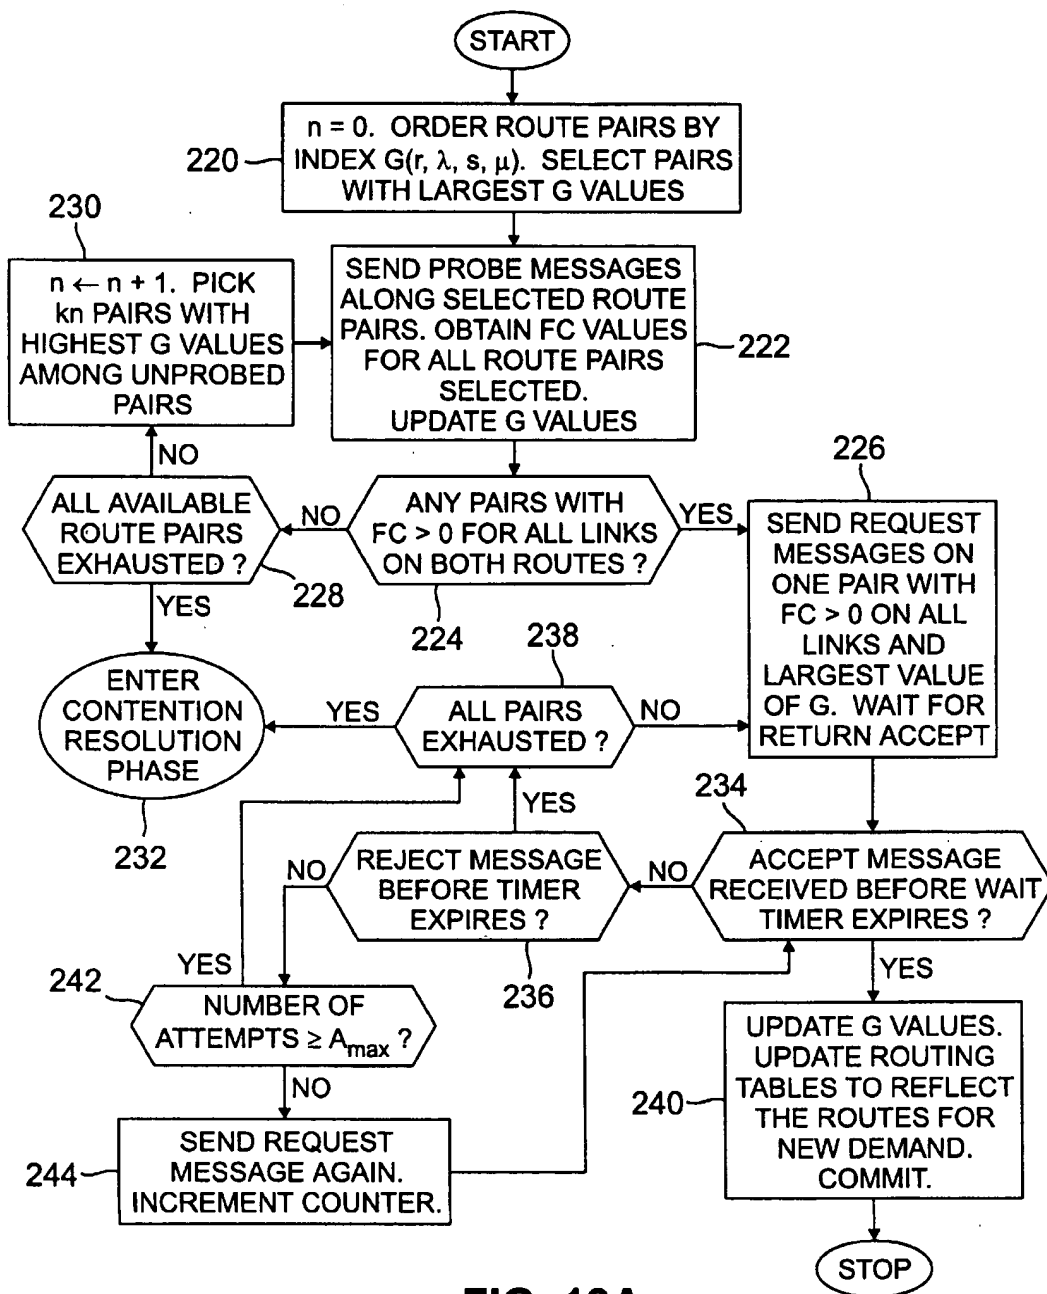 START
n = 0. ORDER ROUTE PAIRS BY
INDEX G(r, λ, s, μ). SELECT PAIRS
WITH LARGEST G VALUES
220
230
n ← n + 1. PICK
kn PAIRS WITH
HIGHEST G VALUES
AMONG UNPROBED
PAIRS
SEND PROBE MESSAGES
ALONG SELECTED ROUTE
PAIRS. OBTAIN FC VALUES
FOR ALL ROUTE PAIRS
SELECTED.
UPDATE G VALUES
222
NO
ALL AVAILABLE
ROUTE PAIRS
EXHAUSTED ?
228
NO
ANY PAIRS WITH
FC > 0 FOR ALL LINKS
ON BOTH ROUTES ?
224
YES
226
SEND REQUEST
MESSAGES ON
ONE PAIR WITH
FC > 0 ON ALL
LINKS AND
LARGEST VALUE
OF G. WAIT FOR
RETURN ACCEPT
YES
ENTER
CONTENTION
RESOLUTION
PHASE
232
YES
238
ALL PAIRS
EXHAUSTED ?
NO
YES
234
ACCEPT MESSAGE
RECEIVED BEFORE WAIT
TIMER EXPIRES ?
NO
REJECT MESSAGE
BEFORE TIMER
EXPIRES ?
236
NO
YES
242
NUMBER OF
ATTEMPTS ≥ Amax ?
YES
NO
244
SEND REQUEST
MESSAGE AGAIN.
INCREMENT COUNTER.
240
UPDATE G VALUES.
UPDATE ROUTING
TABLES TO REFLECT
THE ROUTES FOR
NEW DEMAND.
COMMIT.
STOP